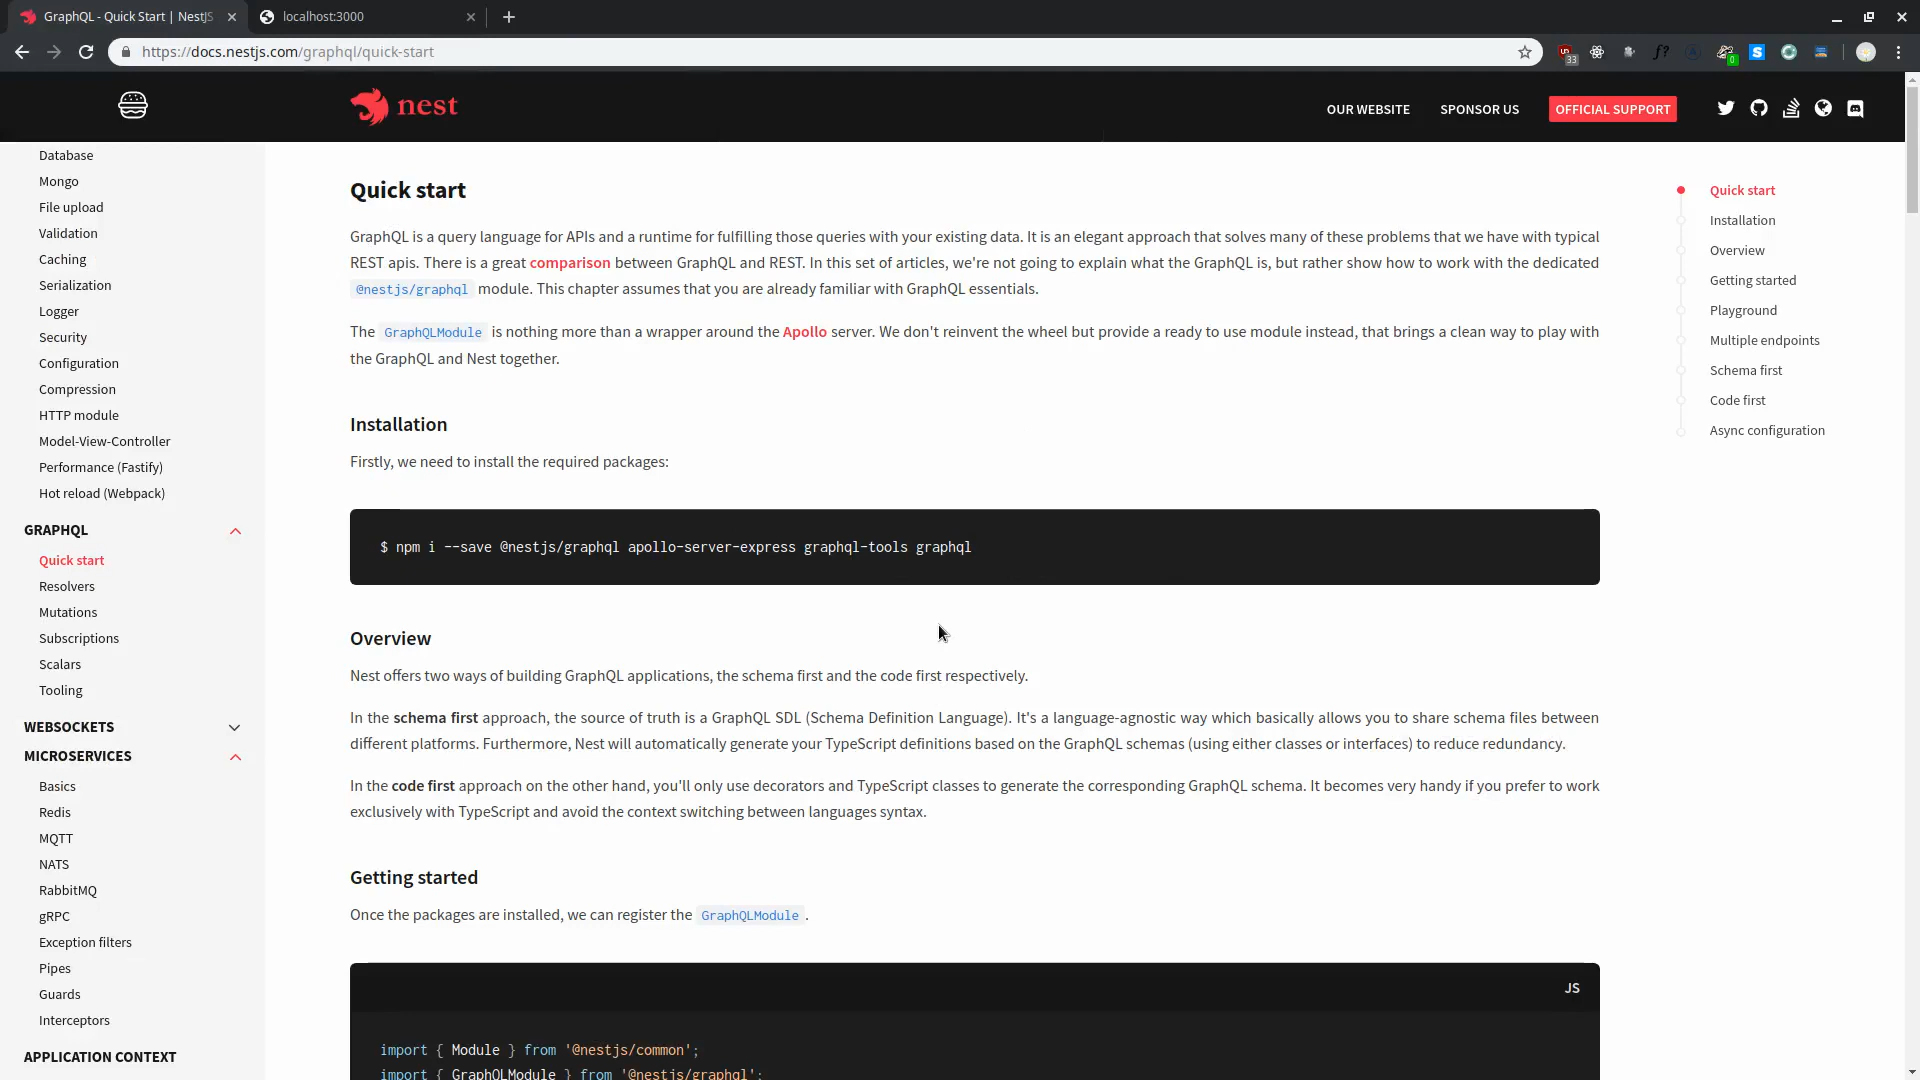 GraphQL - Quick Start | NestJS
localhost:3000
https://docs.nestjs.com/graphql/quick-start
33
0
nest
OUR WEBSITE
SPONSOR US
OFFICIAL SUPPORT
Database
Mongo
File upload
Validation
Caching
Serialization
Logger
Security
Configuration
Compression
HTTP module
Model-View-Controller
Performance (Fastify)
Hot reload (Webpack)
GRAPHQL
Quick start
Resolvers
Mutations
Subscriptions
Scalars
Tooling
WEBSOCKETS
MICROSERVICES
Basics
Redis
MQTT
NATS
RabbitMQ
gRPC
Exception filters
Pipes
Guards
Interceptors
APPLICATION CONTEXT
Quick start
GraphQL is a query language for APIs and a runtime for fulfilling those queries with your existing data. It is an elegant approach that solves many of these problems that we have with typical
REST apis. There is a great comparison between GraphQL and REST. In this set of articles, we're not going to explain what the GraphQL is, but rather show how to work with the dedicated
@nestjs/graphql module. This chapter assumes that you are already familiar with GraphQL essentials.
The GraphQLModule is nothing more than a wrapper around the Apollo server. We don't reinvent the wheel but provide a ready to use module instead, that brings a clean way to play with
the GraphQL and Nest together.
Installation
Firstly, we need to install the required packages:
$ npm i --save @nestjs/graphql apollo-server-express graphql-tools graphql
Overview
Nest offers two ways of building GraphQL applications, the schema first and the code first respectively.
In the schema first approach, the source of truth is a GraphQL SDL (Schema Definition Language). It's a language-agnostic way which basically allows you to share schema files between
different platforms. Furthermore, Nest will automatically generate your TypeScript definitions based on the GraphQL schemas (using either classes or interfaces) to reduce redundancy.
In the code first approach on the other hand, you'll only use decorators and TypeScript classes to generate the corresponding GraphQL schema. It becomes very handy if you prefer to work
exclusively with TypeScript and avoid the context switching between languages syntax.
Getting started
Once the packages are installed, we can register the GraphQLModule.
JS
import { Module } from '@nestjs/common';
import { GraphQLModule } from '@nestjs/graphql';
Quick start
Installation
Overview
Getting started
Playground
Multiple endpoints
Schema first
Code first
Async configuration